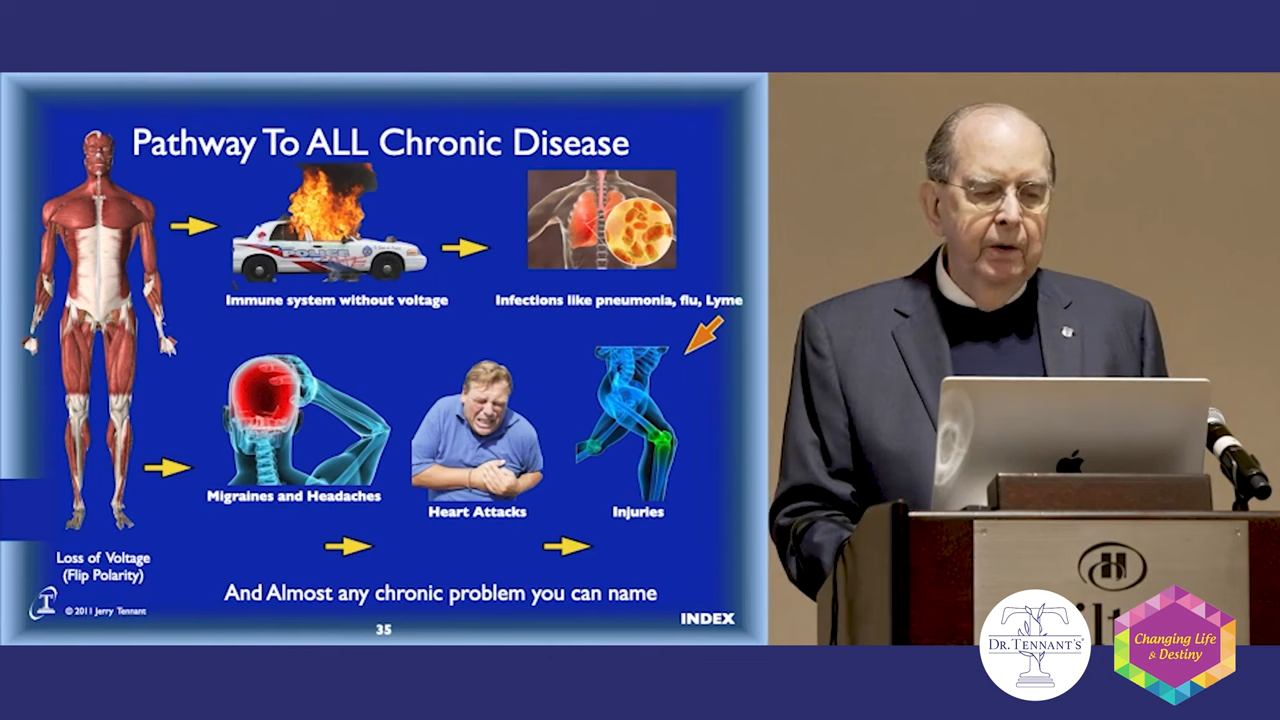 Pathway To ALL Chronic Disease
POLICE
Immune system without voltage
Infections like pneumonia, flu, Lyme
Migraines and Headaches
Heart Attacks
Injuries
Loss of Voltage
(Flip Polarity)
And Almost any chronic problem you can name
T
© 2011 Jerry Tennant
35
INDEX
H
DR. TENNANT'S®
Changing Life
& Destiny